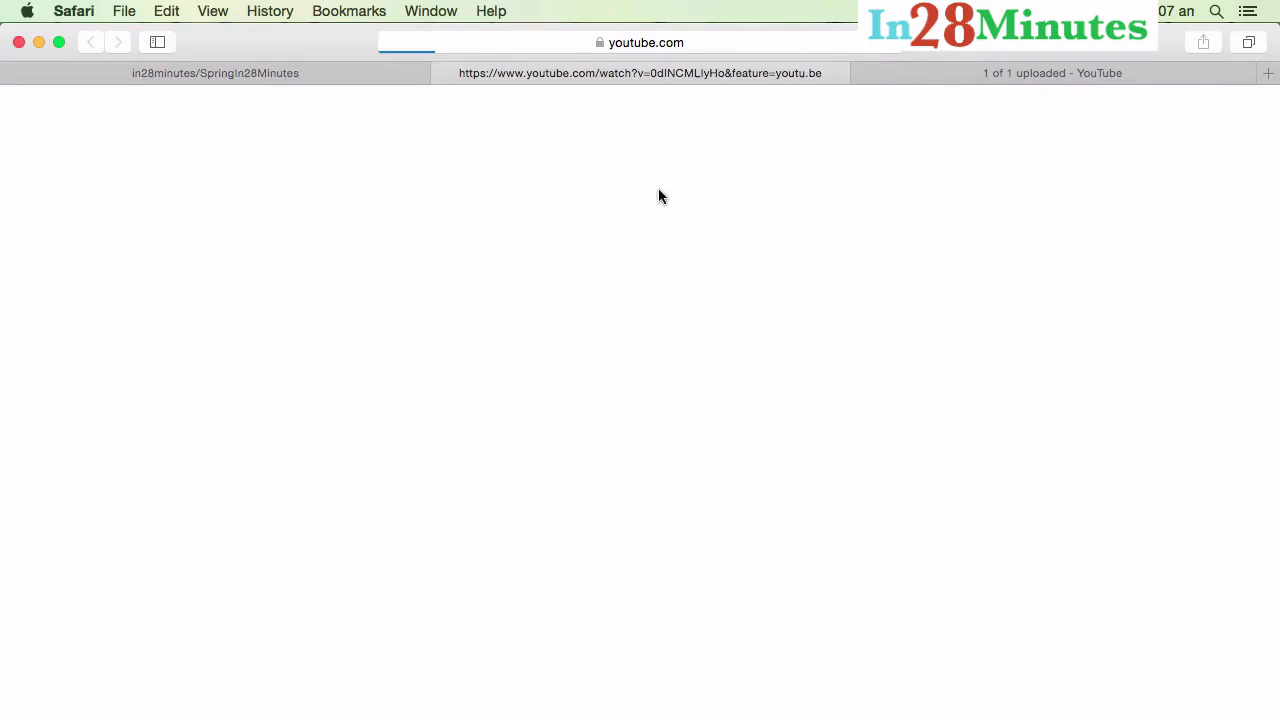 Safari File Edit View History Bookmarks Window Help 07 an
In28Minutes
youtube.com
in28minutes/SpringIn28Minutes https://www.youtube.com/watch?v=0dINCMLlyHo&feature=youtu.be 1 of 1 uploaded - YouTube